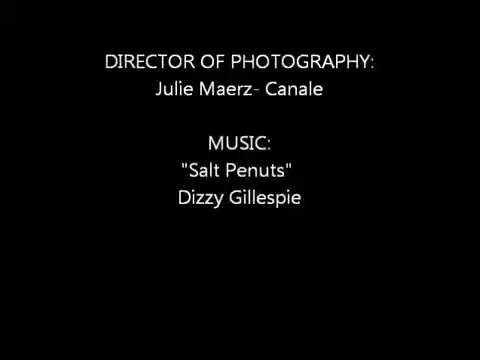 DIRECTOR OF PHOTOGRAPHY:
Julie Maerz- Canale
MUSIC:
"Salt Penuts"
Dizzy Gillespie